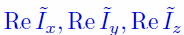 Re Ĩ_x, Re Ĩ_y, Re Ĩ_z